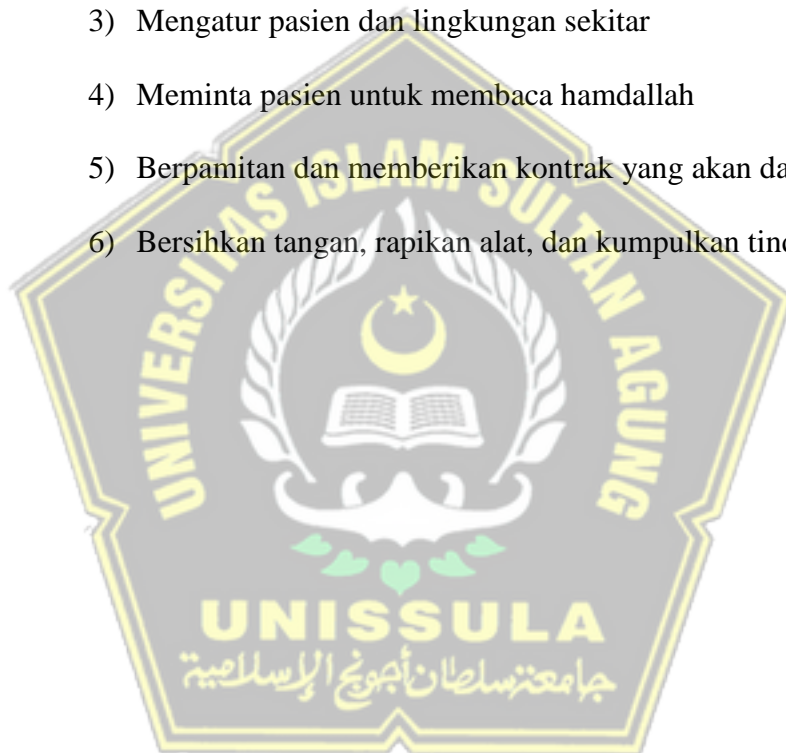 3) Mengatur pasien dan lingkungan sekitar
4) Meminta pasien untuk membaca hamdallah
5) Berpamitan dan memberikan kontrak yang akan da
6) Bersihkan tangan, rapikan alat, dan kumpulkan tind
UNIVERSITAS ISLAM SULTAN AGUNG
UNISSULA
جامعة سلطان أجونج الإسلامية